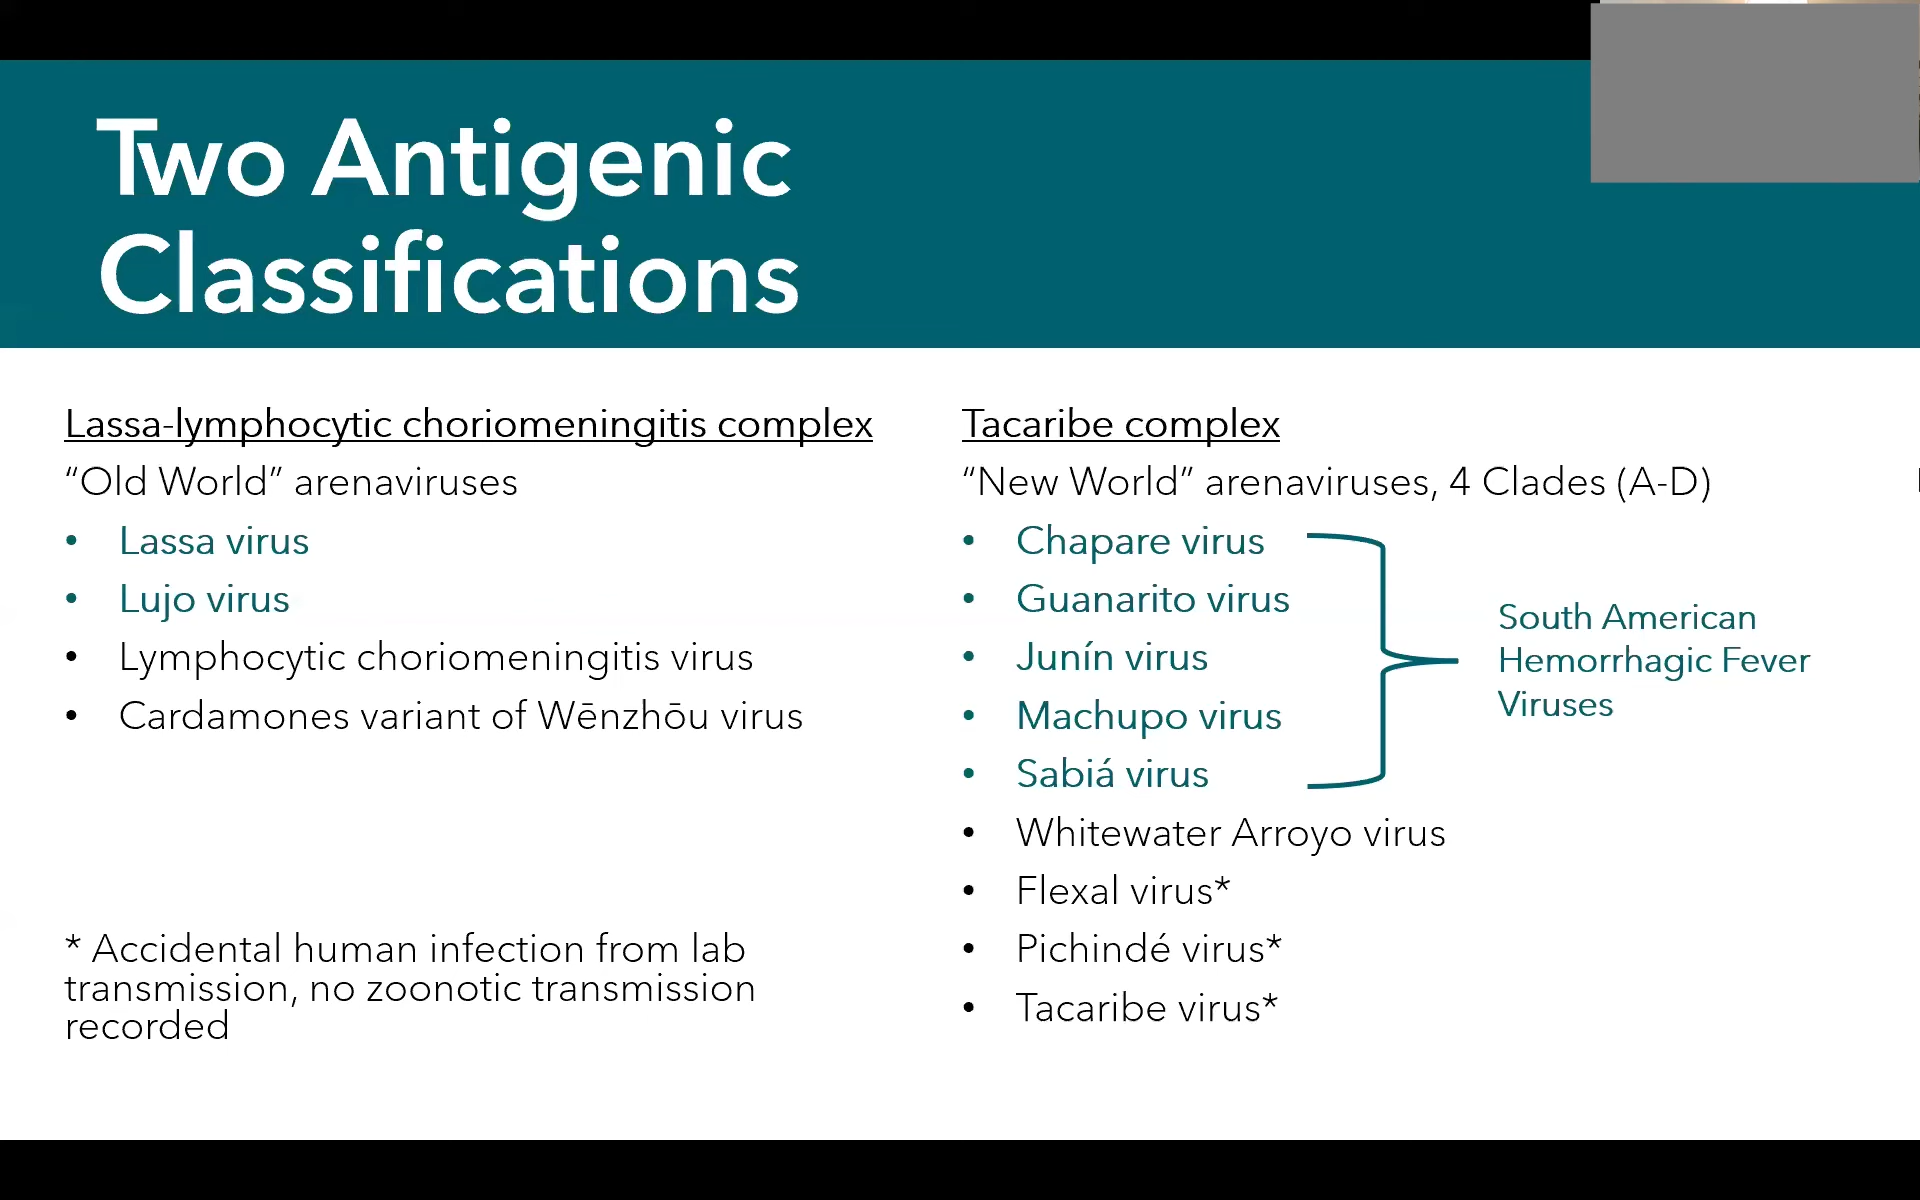 Two Antigenic
Classifications
Lassa-lymphocytic choriomeningitis complex
“Old World” arenaviruses
• Lassa virus
• Lujo virus
• Lymphocytic choriomeningitis virus
• Cardamones variant of Wēnzhōu virus
* Accidental human infection from lab
transmission, no zoonotic transmission
recorded
Tacaribe complex
“New World” arenaviruses, 4 Clades (A-D)
• Chapare virus
• Guanarito virus
• Junín virus
• Machupo virus
• Sabiá virus
• Whitewater Arroyo virus
• Flexal virus*
• Pichindé virus*
• Tacaribe virus*
South American
Hemorrhagic Fever
Viruses